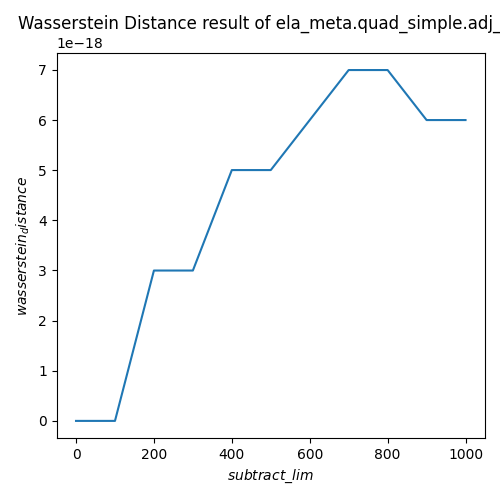 Wasserstein Distance result of ela_meta.quad_simple.adj_
1e−18
7
6
5
4
3
2
1
0
wasserstein_distance
0 200 400 600 800 1000
subtract_lim